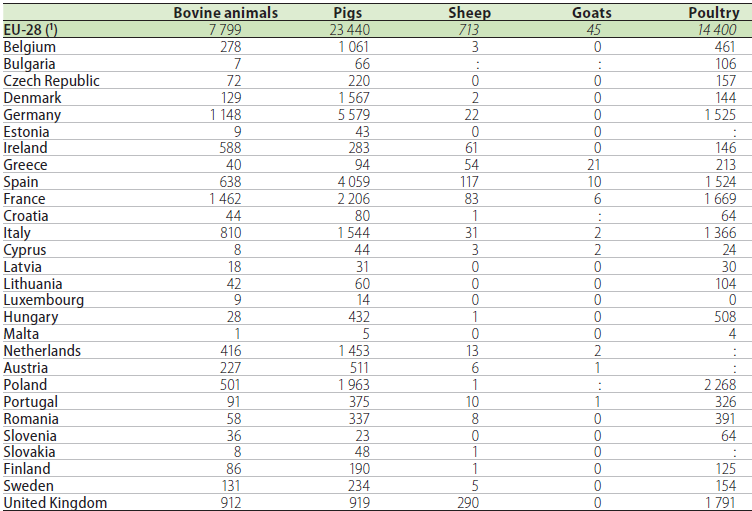 Bovine animals Pigs Sheep Goats Poultry
EU-28 (¹) 7 799 23 440 713 45 14 400
Belgium 278 1 061 3 0 461
Bulgaria 7 66 : : 106
Czech Republic 72 220 0 0 157
Denmark 129 1 567 2 0 144
Germany 1 148 5 579 22 0 1 525
Estonia 9 43 0 0 :
Ireland 588 283 61 0 146
Greece 40 94 54 21 213
Spain 638 4 059 117 10 1 524
France 1 462 2 206 83 6 1 669
Croatia 44 80 1 : 64
Italy 810 1 544 31 2 1 366
Cyprus 8 44 3 2 24
Latvia 18 31 0 0 30
Lithuania 42 60 0 0 104
Luxembourg 9 14 0 0 0
Hungary 28 432 1 0 508
Malta 1 5 0 0 4
Netherlands 416 1 453 13 2 :
Austria 227 511 6 1 :
Poland 501 1 963 1 : 2 268
Portugal 91 375 10 1 326
Romania 58 337 8 0 391
Slovenia 36 23 0 0 64
Slovakia 8 48 1 0 :
Finland 86 190 1 0 125
Sweden 131 234 5 0 154
United Kingdom 912 919 290 0 1 791